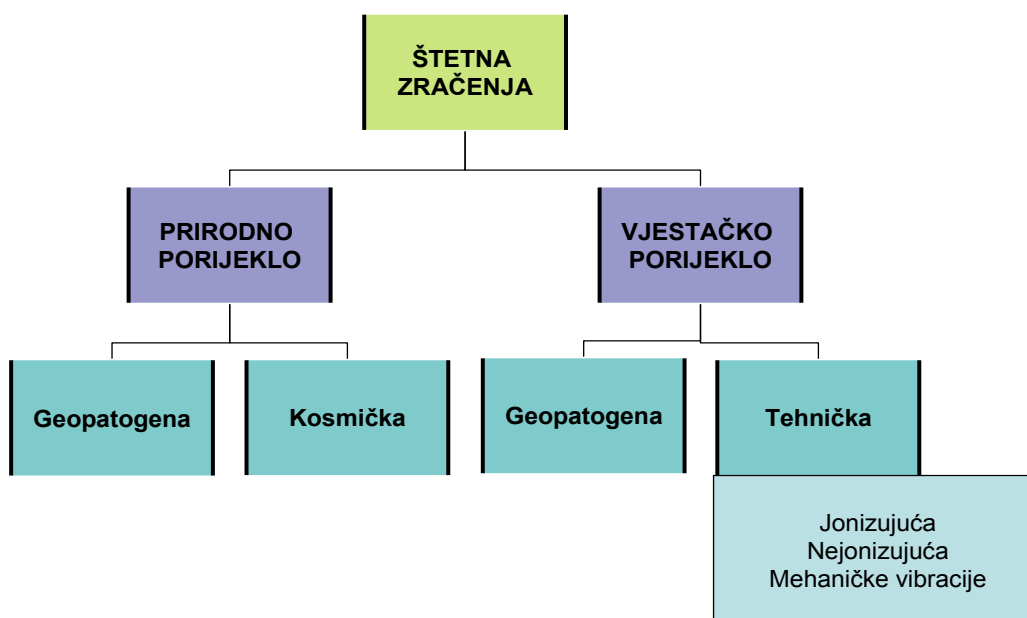 ŠTETNA
ZRAČENJA
PRIRODNO
PORIJEKLO
VJESTAČKO
PORIJEKLO
Geopatogena
Kosmička
Geopatogena
Tehnička
Jonizujuća
Nejonizujuća
Mehaničke vibracije